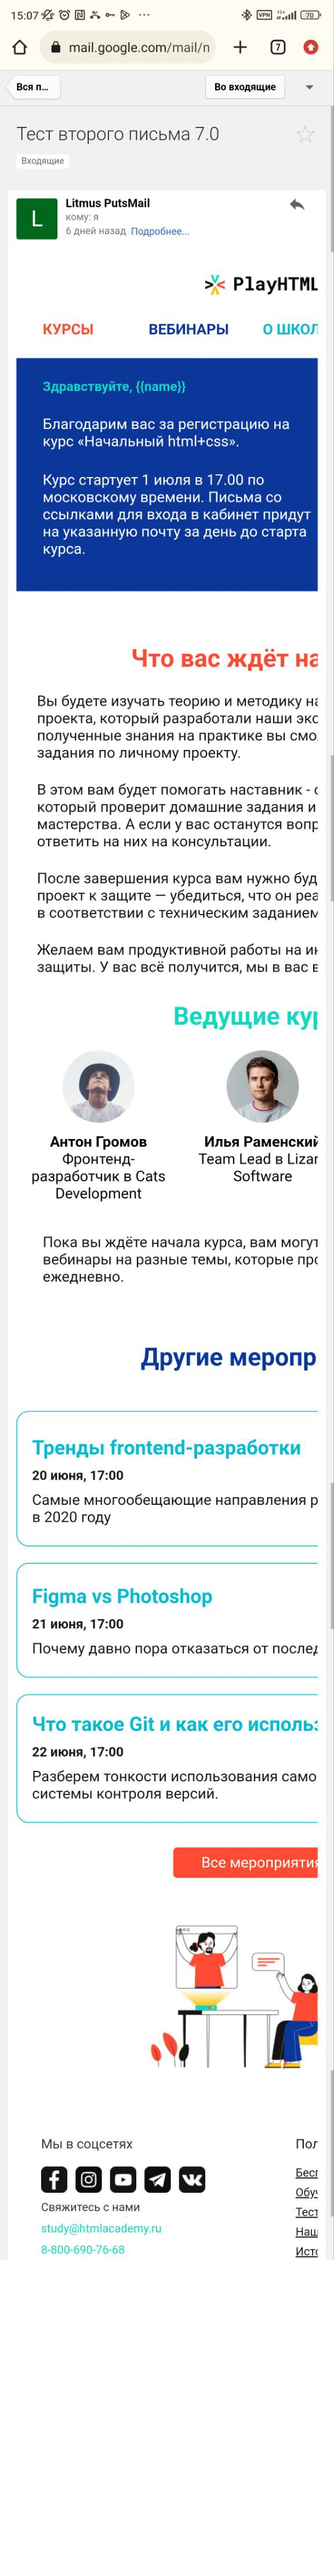 15:07
VPN
70
mail.google.com/mail/n
7
Вся п...
Во входящие
Тест второго письма 7.0
Входящие
L
Litmus PutsMail
кому: я
6 дней назад Подробнее...
PlayHTML
КУРСЫ ВЕБИНАРЫ О ШКОЛ
Здравствуйте, {{name}}
Благодарим вас за регистрацию на
курс «Начальный html+css».
Курс стартует 1 июля в 17.00 по
московскому времени. Письма со
ссылками для входа в кабинет придут
на указанную почту за день до старта
курса.
Что вас ждёт на
Вы будете изучать теорию и методику на
проекта, который разработали наши экс
полученные знания на практике вы смо
задания по личному проекту.
В этом вам будет помогать наставник - о
который проверит домашние задания и
мастерства. А если у вас останутся вопр
ответить на них на консультации.
После завершения курса вам нужно буд
проект к защите — убедиться, что он реа
в соответствии с техническим заданием
Желаем вам продуктивной работы на ин
защиты. У вас всё получится, мы в вас в
Ведущие кур
Антон Громов
Фронтенд-
разработчик в Cats
Development
Илья Раменский
Team Lead в Lizar
Software
Пока вы ждёте начала курса, вам могут
вебинары на разные темы, которые про
ежедневно.
Другие меропр
Тренды frontend-разработки
20 июня, 17:00
Самые многообещающие направления р
в 2020 году
Figma vs Photoshop
21 июня, 17:00
Почему давно пора отказаться от послед
Что такое Git и как его использ
22 июня, 17:00
Разберем тонкости использования само
системы контроля версий.
Все мероприятия
Мы в соцсетях
Свяжитесь с нами
study@htmlacademy.ru
8-800-690-76-68
Пол
Бесп
Обуч
Тест
Наш
Исто